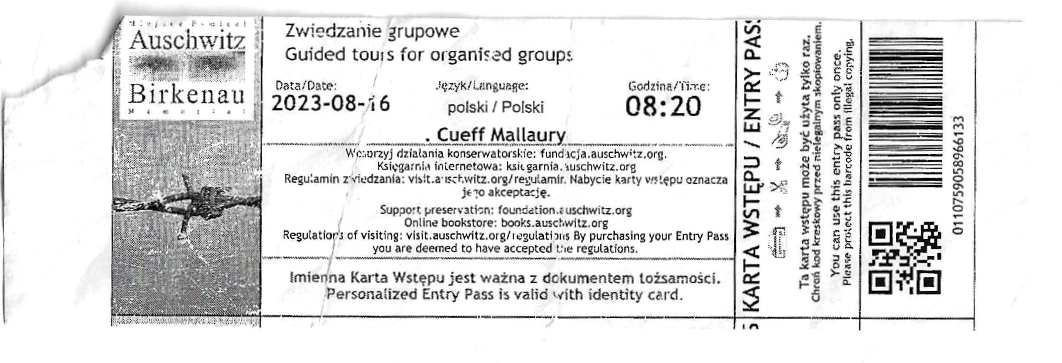 Miejsce Pamięci
Auschwitz
Birkenau
Memorial
Zwiedzanie grupowe
Guided tours for organised groups
Data/Date:
2023-08-16
Język/Language:
polski / Polski
Godzina/Time:
08:20
. Cueff Mallaury
Wesprzyj działania konserwatorskie: fundacja.auschwitz.org.
Księgarnia internetowa: ksiegarnia.auschwitz.org
Regulamin zwiedzania: visit.auschwitz.org/regulamin. Nabycie karty wstępu oznacza
jego akceptację.
Support preservation: foundation.auschwitz.org
Online bookstore: books.auschwitz.org
Regulations of visiting: visit.auschwitz.org/regulations By purchasing your Entry Pass
you are deemed to have accepted the regulations.
Imienna Karta Wstępu jest ważna z dokumentem tożsamości.
Personalized Entry Pass is valid with identity card.
KARTA WSTĘPU / ENTRY PASS
Ta karta wstępu może być użyta tylko raz.
Chroń kod kreskowy przed nielegalnym skopiowaniem.
You can use this entry pass only once.
Please protect this barcode from illegal copying.
0110759058966133